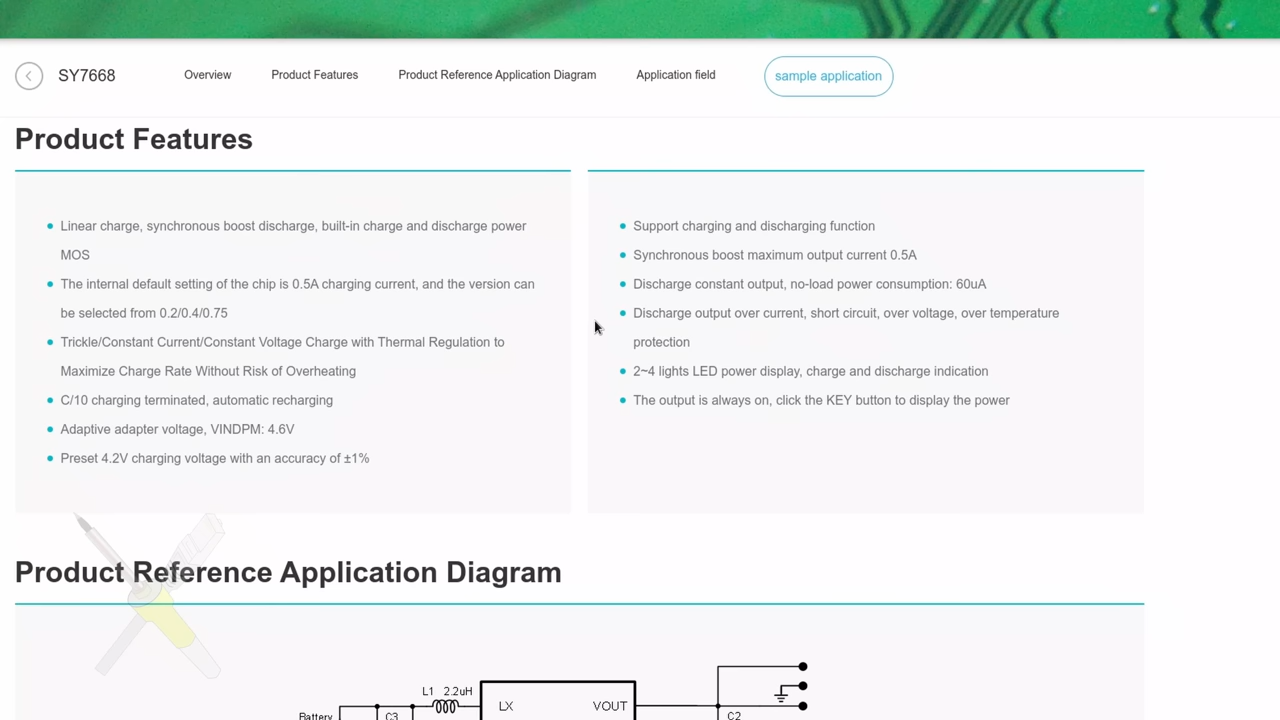 SY7668
Overview
Product Features
Product Reference Application Diagram
Application field
sample application
Product Features
Linear charge, synchronous boost discharge, built-in charge and discharge power
MOS
The internal default setting of the chip is 0.5A charging current, and the version can
be selected from 0.2/0.4/0.75
Trickle/Constant Current/Constant Voltage Charge with Thermal Regulation to
Maximize Charge Rate Without Risk of Overheating
C/10 charging terminated, automatic recharging
Adaptive adapter voltage, VINDPM: 4.6V
Preset 4.2V charging voltage with an accuracy of ±1%
Support charging and discharging function
Synchronous boost maximum output current 0.5A
Discharge constant output, no-load power consumption: 60uA
Discharge output over current, short circuit, over voltage, over temperature
protection
2~4 lights LED power display, charge and discharge indication
The output is always on, click the KEY button to display the power
Product Reference Application Diagram
L1 2.2uH
LX
VOUT
Battery
C3
C2